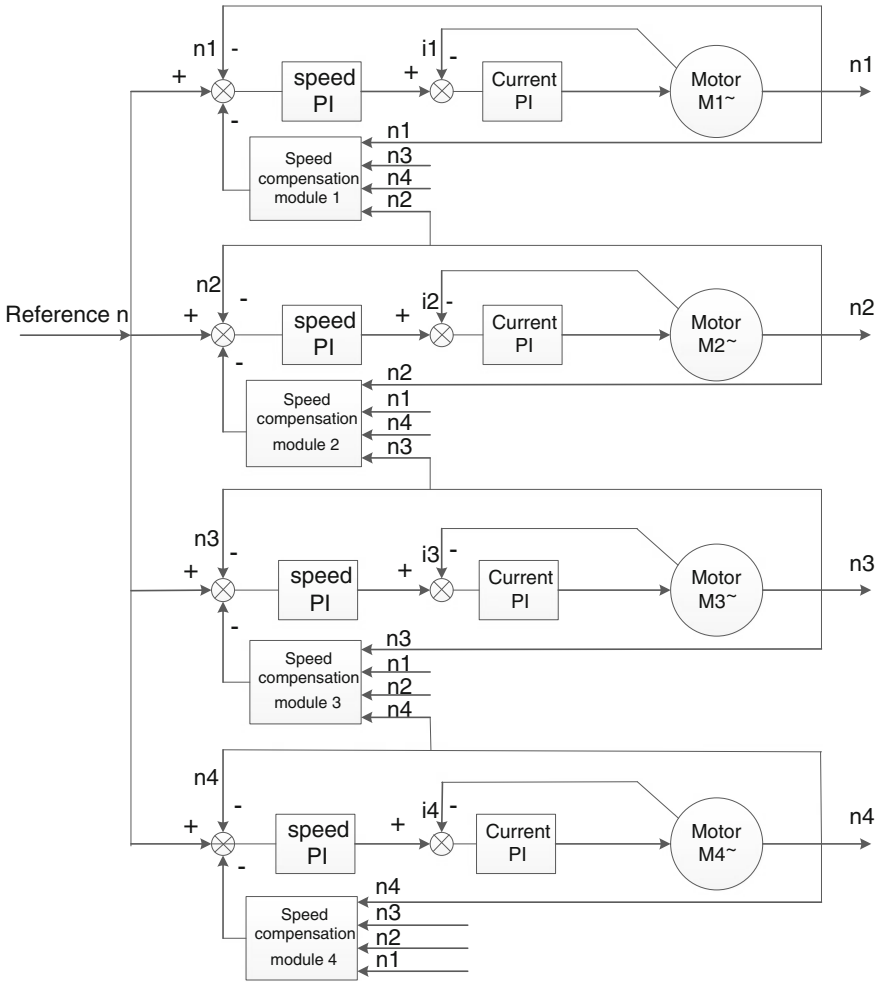 n1
-
+
speed
PI
+
i1
-
Current
PI
Motor
M1~
n1
-
Speed
compensation
module 1
n1
n3
n4
n2
Reference n
n2
-
+
speed
PI
+
i2
-
Current
PI
Motor
M2~
n2
-
Speed
compensation
module 2
n2
n1
n4
n3
n3
-
+
speed
PI
+
i3
-
Current
PI
Motor
M3~
n3
-
Speed
compensation
module 3
n3
n1
n2
n4
n4
-
+
speed
PI
+
i4
-
Current
PI
Motor
M4~
n4
-
Speed
compensation
module 4
n4
n3
n2
n1